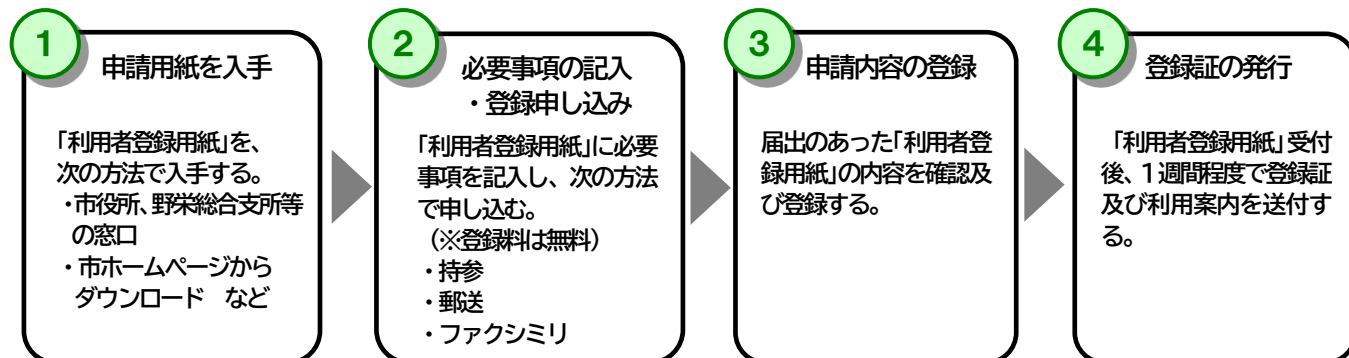 1
申請用紙を入手
「利用者登録用紙」を、
次の方法で入手する。
・市役所、野栄総合支所等
の窓口
・市ホームページから
ダウンロード　など
2
必要事項の記入
・登録申し込み
「利用者登録用紙」に必要
事項を記入し、次の方法
で申し込む。
（※登録料は無料）
・持参
・郵送
・ファクシミリ
3
申請内容の登録
届出のあった「利用者登
録用紙」の内容を確認及
び登録する。
4
登録証の発行
「利用者登録用紙」受付
後、１週間程度で登録証
及び利用案内を送付す
る。